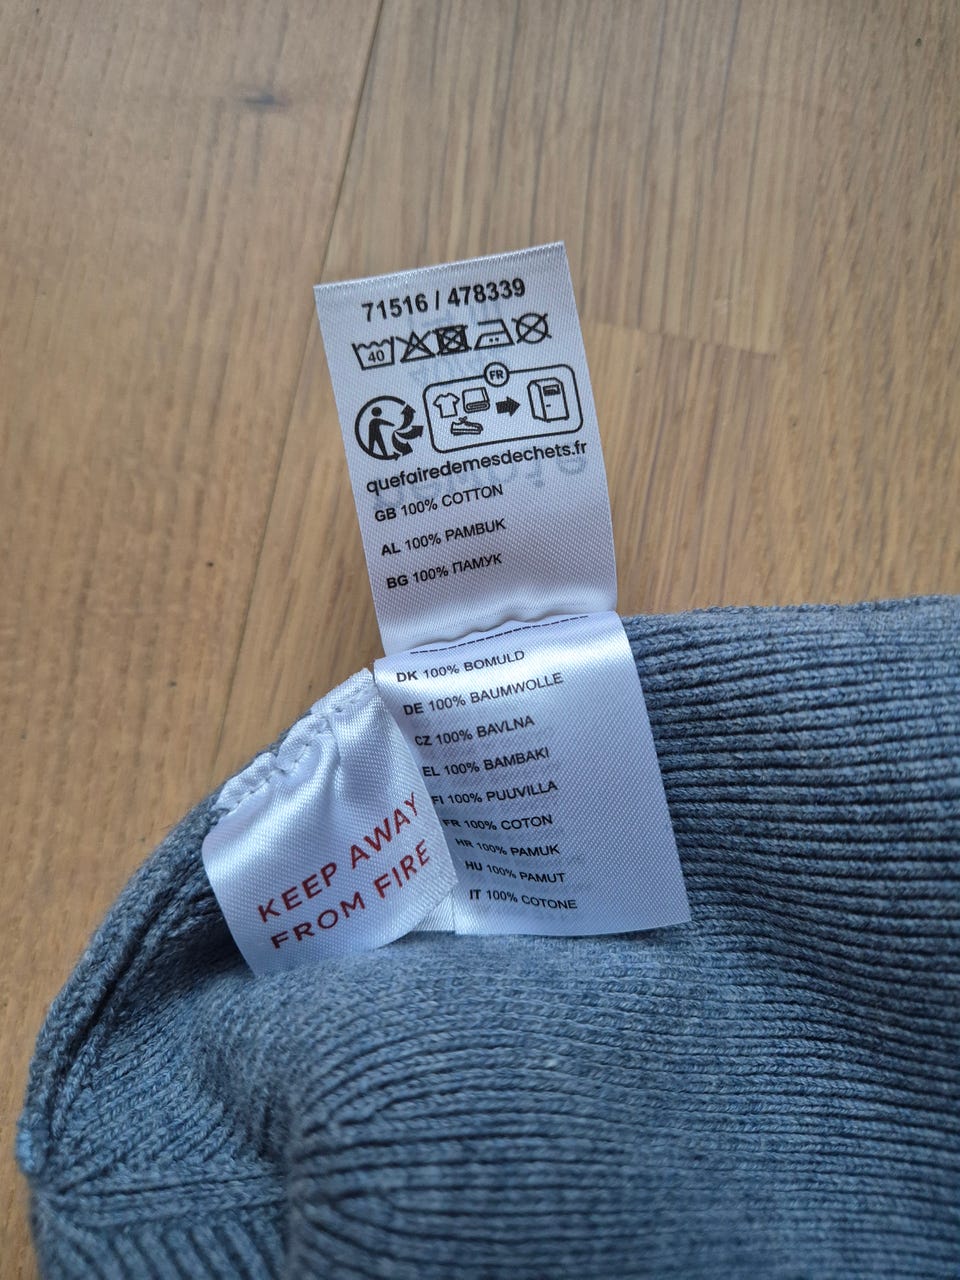 71516 / 478339
40
FR
quefairedemesdechets.fr
GB 100% COTTON
AL 100% PAMBUK
BG 100% ПАМУК
DK 100% BOMULD
DE 100% BAUMWOLLE
CZ 100% BAVLNA
EL 100% BAMBAKI
FI 100% PUUVILLA
FR 100% COTON
HR 100% PAMUK
HU 100% PAMUT
IT 100% COTONE
KEEP AWAY
FROM FIRE